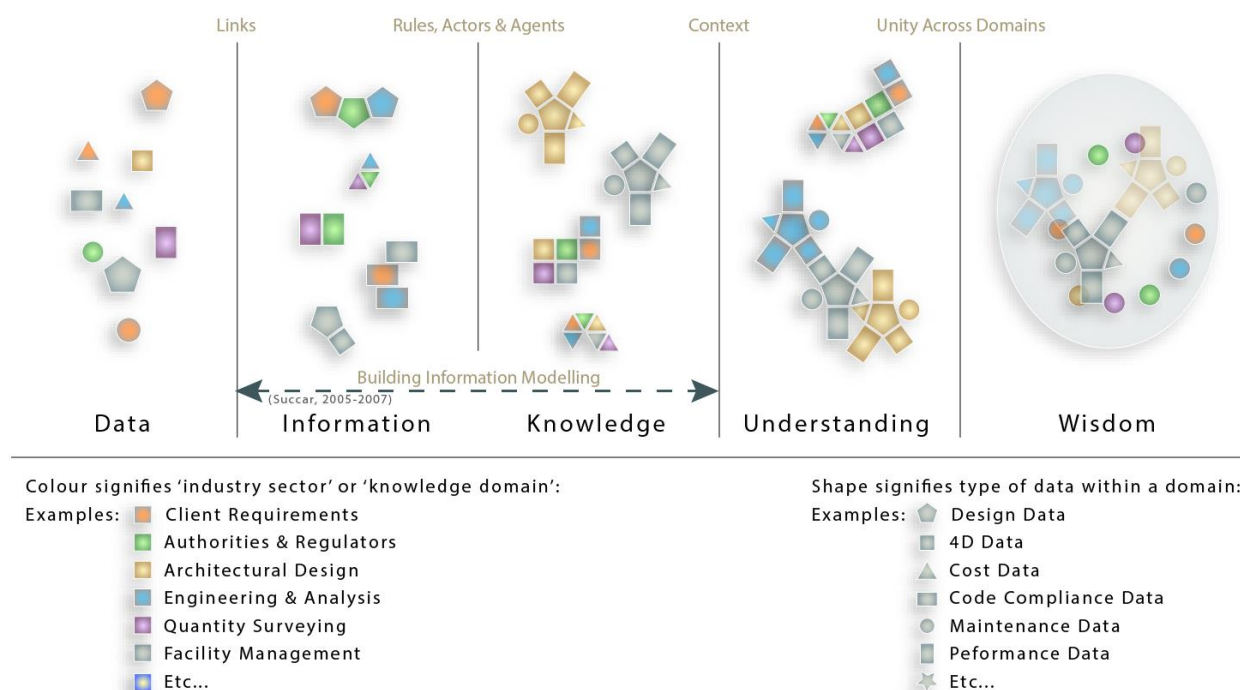 Links
Rules, Actors & Agents
Context
Unity Across Domains
Building Information Modelling
(Succar, 2005-2007)
Data
Information
Knowledge
Understanding
Wisdom
Colour signifies ‘industry sector’ or ‘knowledge domain’:
Examples:
Client Requirements
Authorities & Regulators
Architectural Design
Engineering & Analysis
Quantity Surveying
Facility Management
Etc...
Shape signifies type of data within a domain:
Examples:
Design Data
4D Data
Cost Data
Code Compliance Data
Maintenance Data
Peformance Data
Etc...